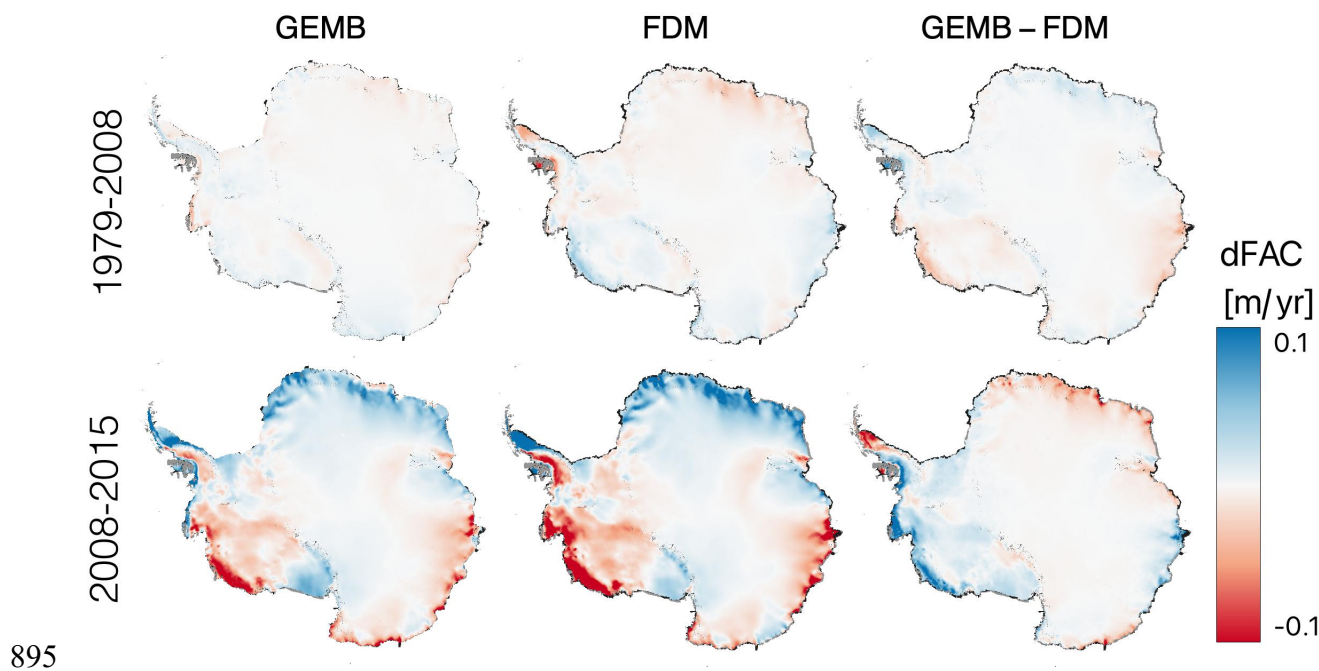 GEMB FDM GEMB – FDM
1979-2008
2008-2015
dFAC
[m/yr]
0.1
-0.1
895